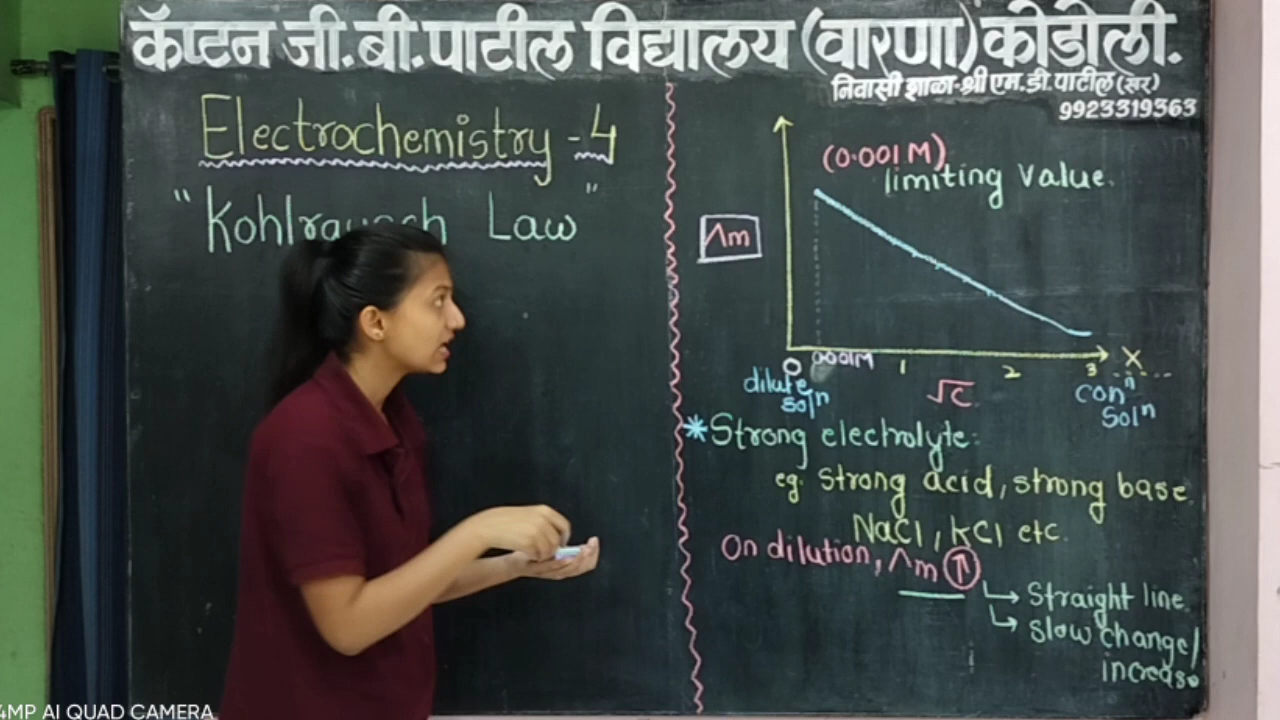 कॅप्टन जी.बी.पाटील विद्यालय (वारणा) कोडोली.
निवासी शाळा-श्री एम.डी.पाटील (सर)
9923319363
Electrochemistry - 4
" Law "
(0.001 M)
limiting value.
Λm
0
0.001M
1
2
3
X
dilute
solⁿ
√C
conⁿ
Solⁿ
* Strong electrolyte:
eg. strong acid, strong base.
NaCl, KCl etc.
On dilution, Λm ↑
↳ Straight line.
↳ slow change/
increase
4MP AI QUAD CAMERA